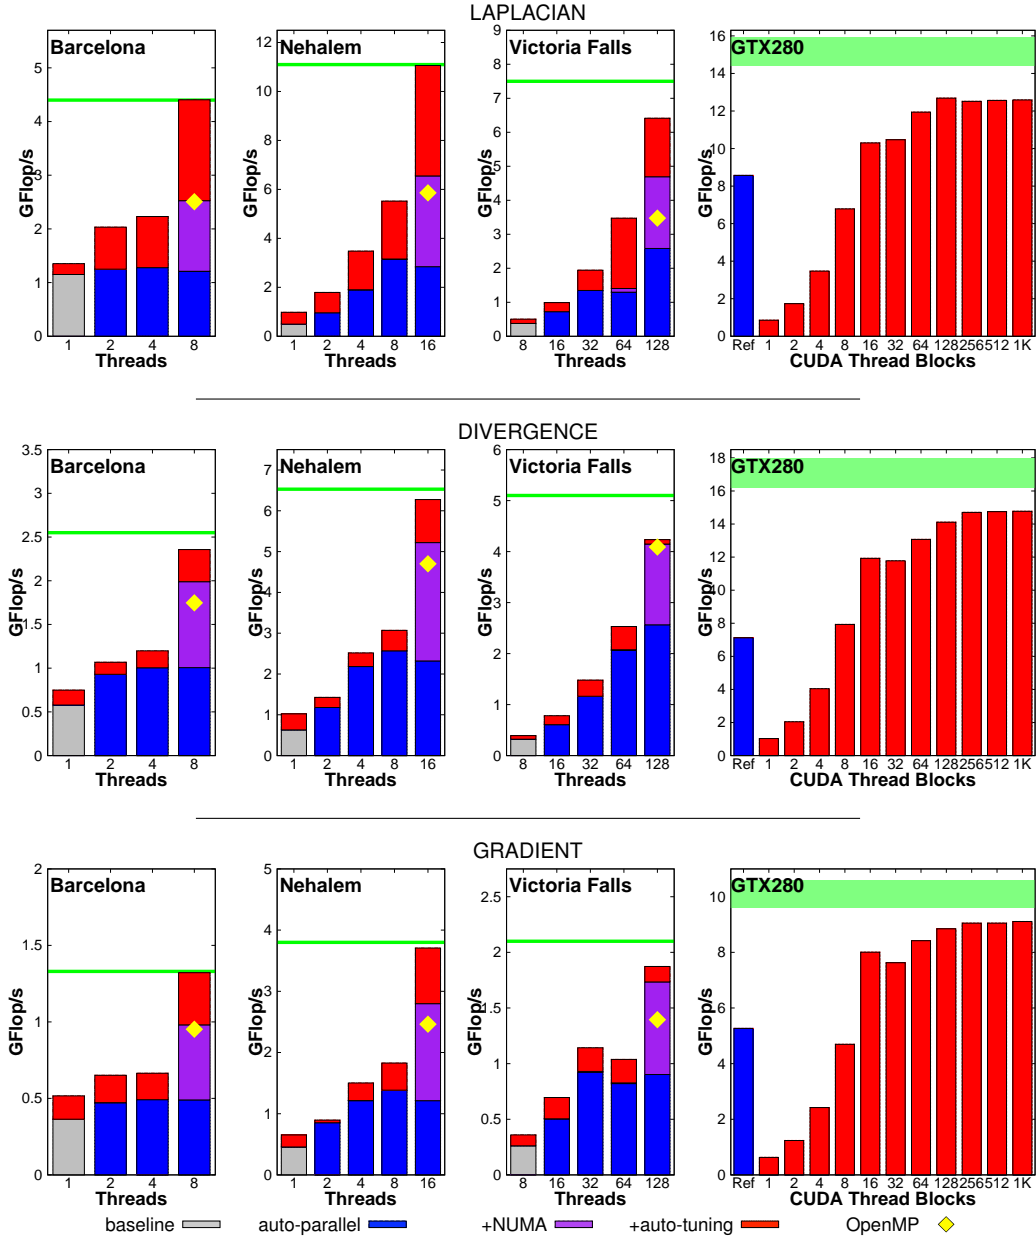 LAPLACIAN
Barcelona
GFlop/s
0
1
2
3
4
5
1 2 4 8
Threads
Nehalem
GFlop/s
0
2
4
6
8
10
12
1 2 4 8 16
Threads
Victoria Falls
GFlop/s
0
1
2
3
4
5
6
7
8
9
8 16 32 64 128
Threads
GTX280
GFlop/s
0
2
4
6
8
10
12
14
16
Ref 1 2 4 8 16 32 64 128 256 512 1K
CUDA Thread Blocks
DIVERGENCE
Barcelona
GFlop/s
0
0.5
1
1.5
2
2.5
3
3.5
1 2 4 8
Threads
Nehalem
GFlop/s
0
1
2
3
4
5
6
7
1 2 4 8 16
Threads
Victoria Falls
GFlop/s
0
1
2
3
4
5
6
8 16 32 64 128
Threads
GTX280
GFlop/s
0
2
4
6
8
10
12
14
16
18
Ref 1 2 4 8 16 32 64 128 256 512 1K
CUDA Thread Blocks
GRADIENT
Barcelona
GFlop/s
0
0.5
1
1.5
2
1 2 4 8
Threads
Nehalem
GFlop/s
0
1
2
3
4
5
1 2 4 8 16
Threads
Victoria Falls
GFlop/s
0
0.5
1
1.5
2
2.5
8 16 32 64 128
Threads
GTX280
GFlop/s
0
2
4
6
8
10
Ref 1 2 4 8 16 32 64 128 256 512 1K
CUDA Thread Blocks
baseline auto-parallel +NUMA +auto-tuning OpenMP